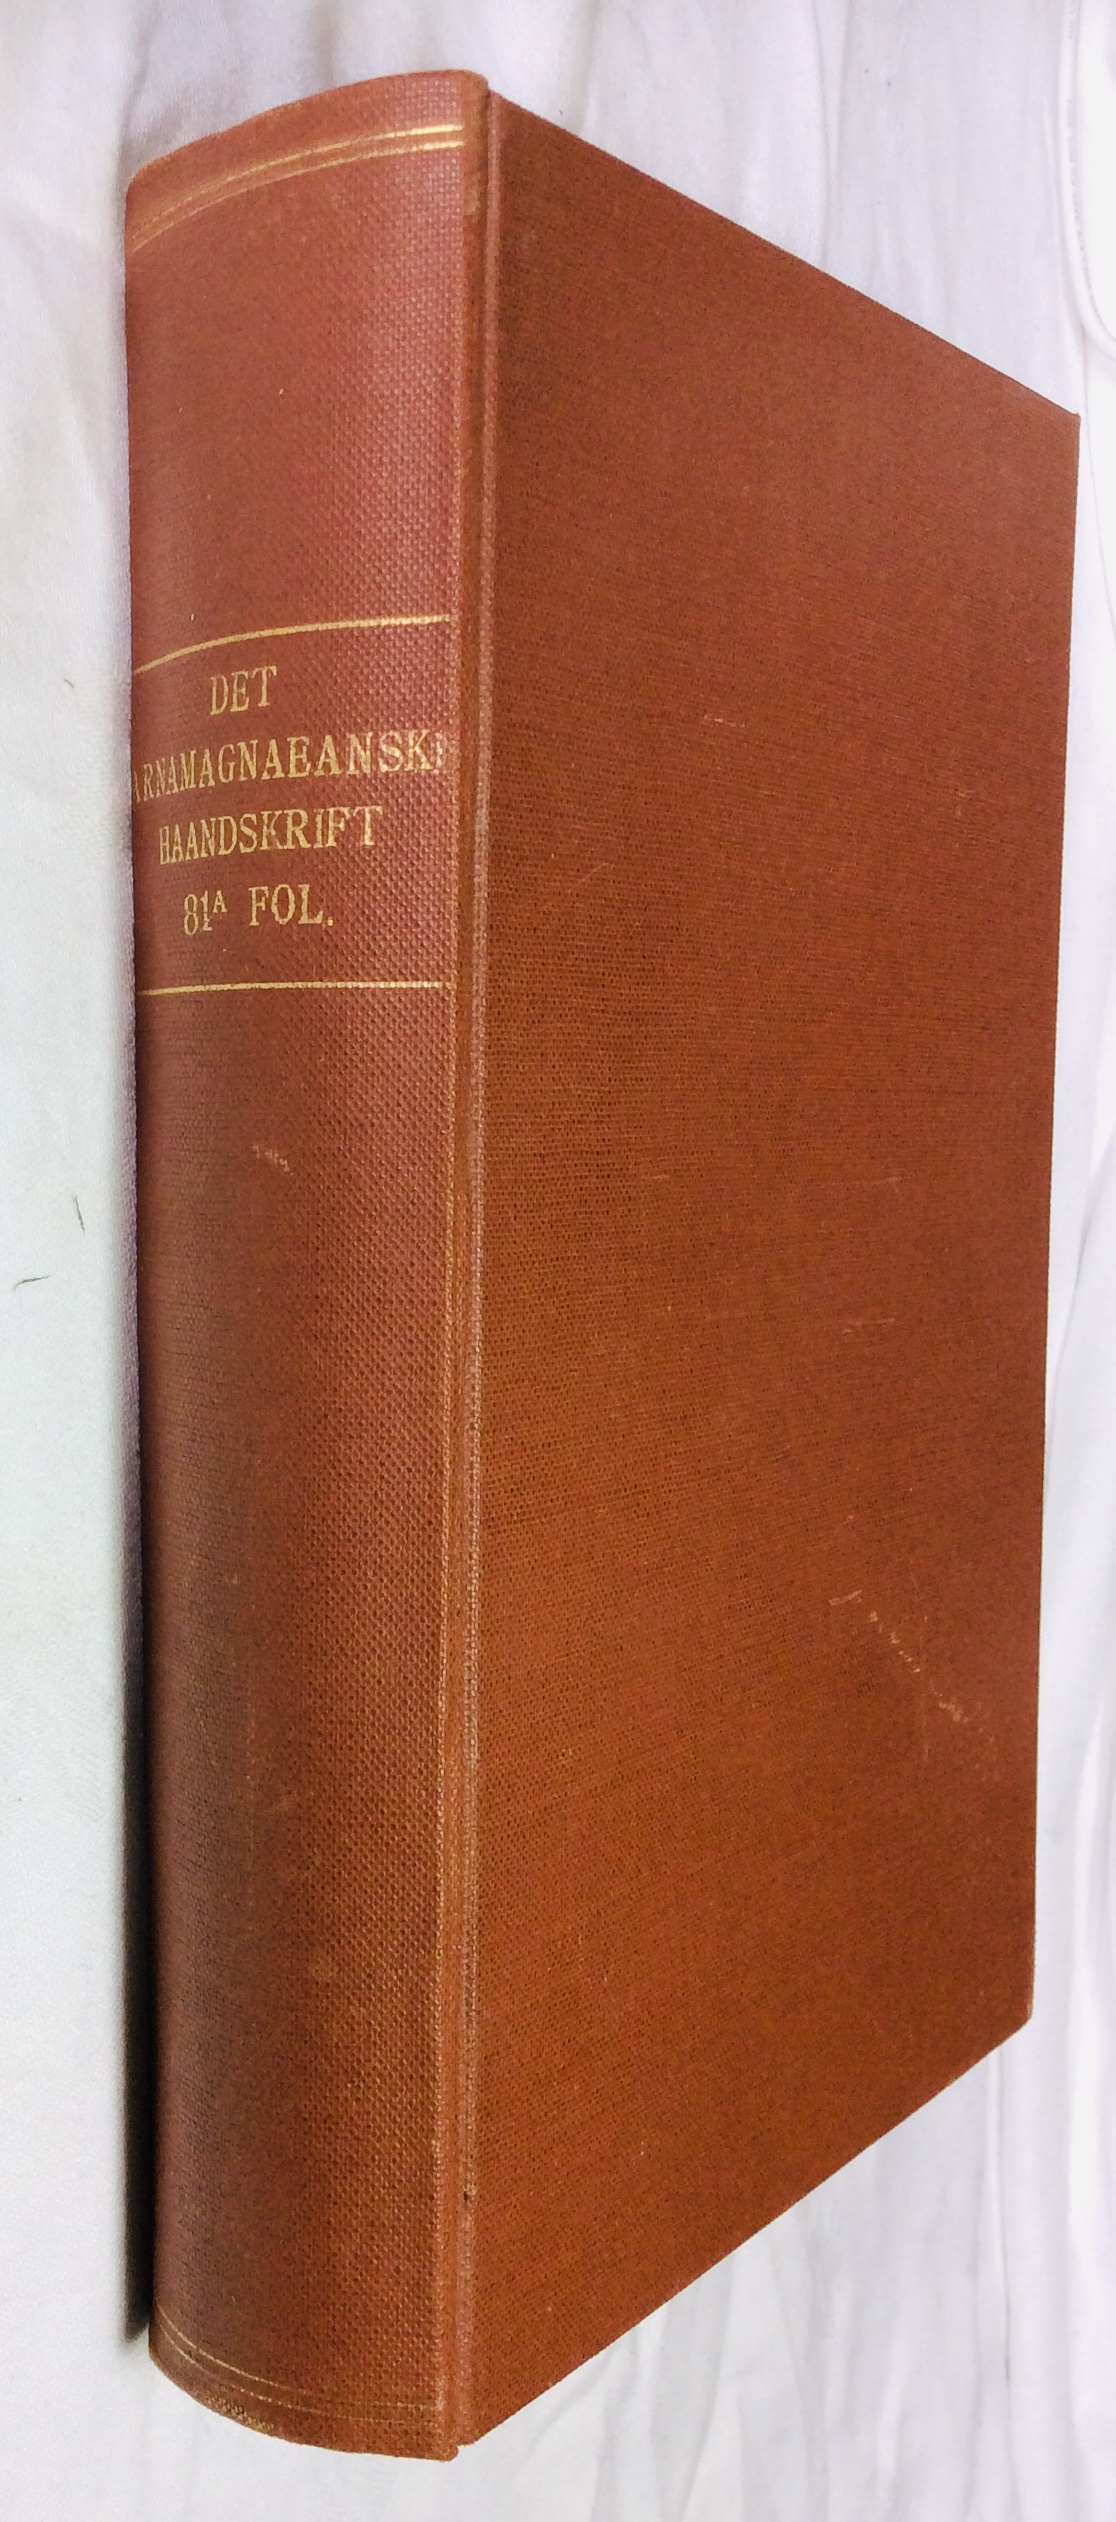 DET
ARNAMAGNAEANSKE
HAANDSKRIFT
81A FOL.